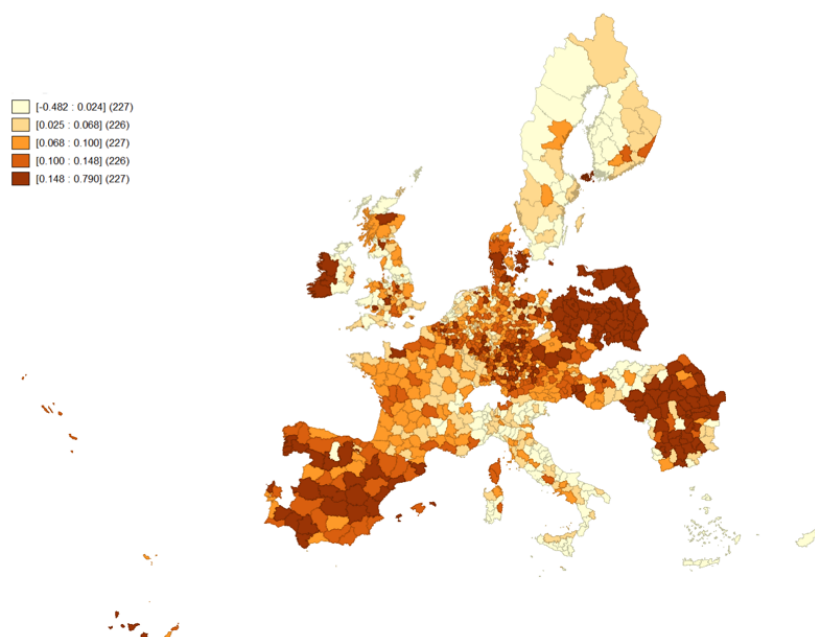 [-0.482 : 0.024] (227)
[0.025 : 0.068] (226)
[0.068 : 0.100] (227)
[0.100 : 0.148] (226)
[0.148 : 0.790] (227)